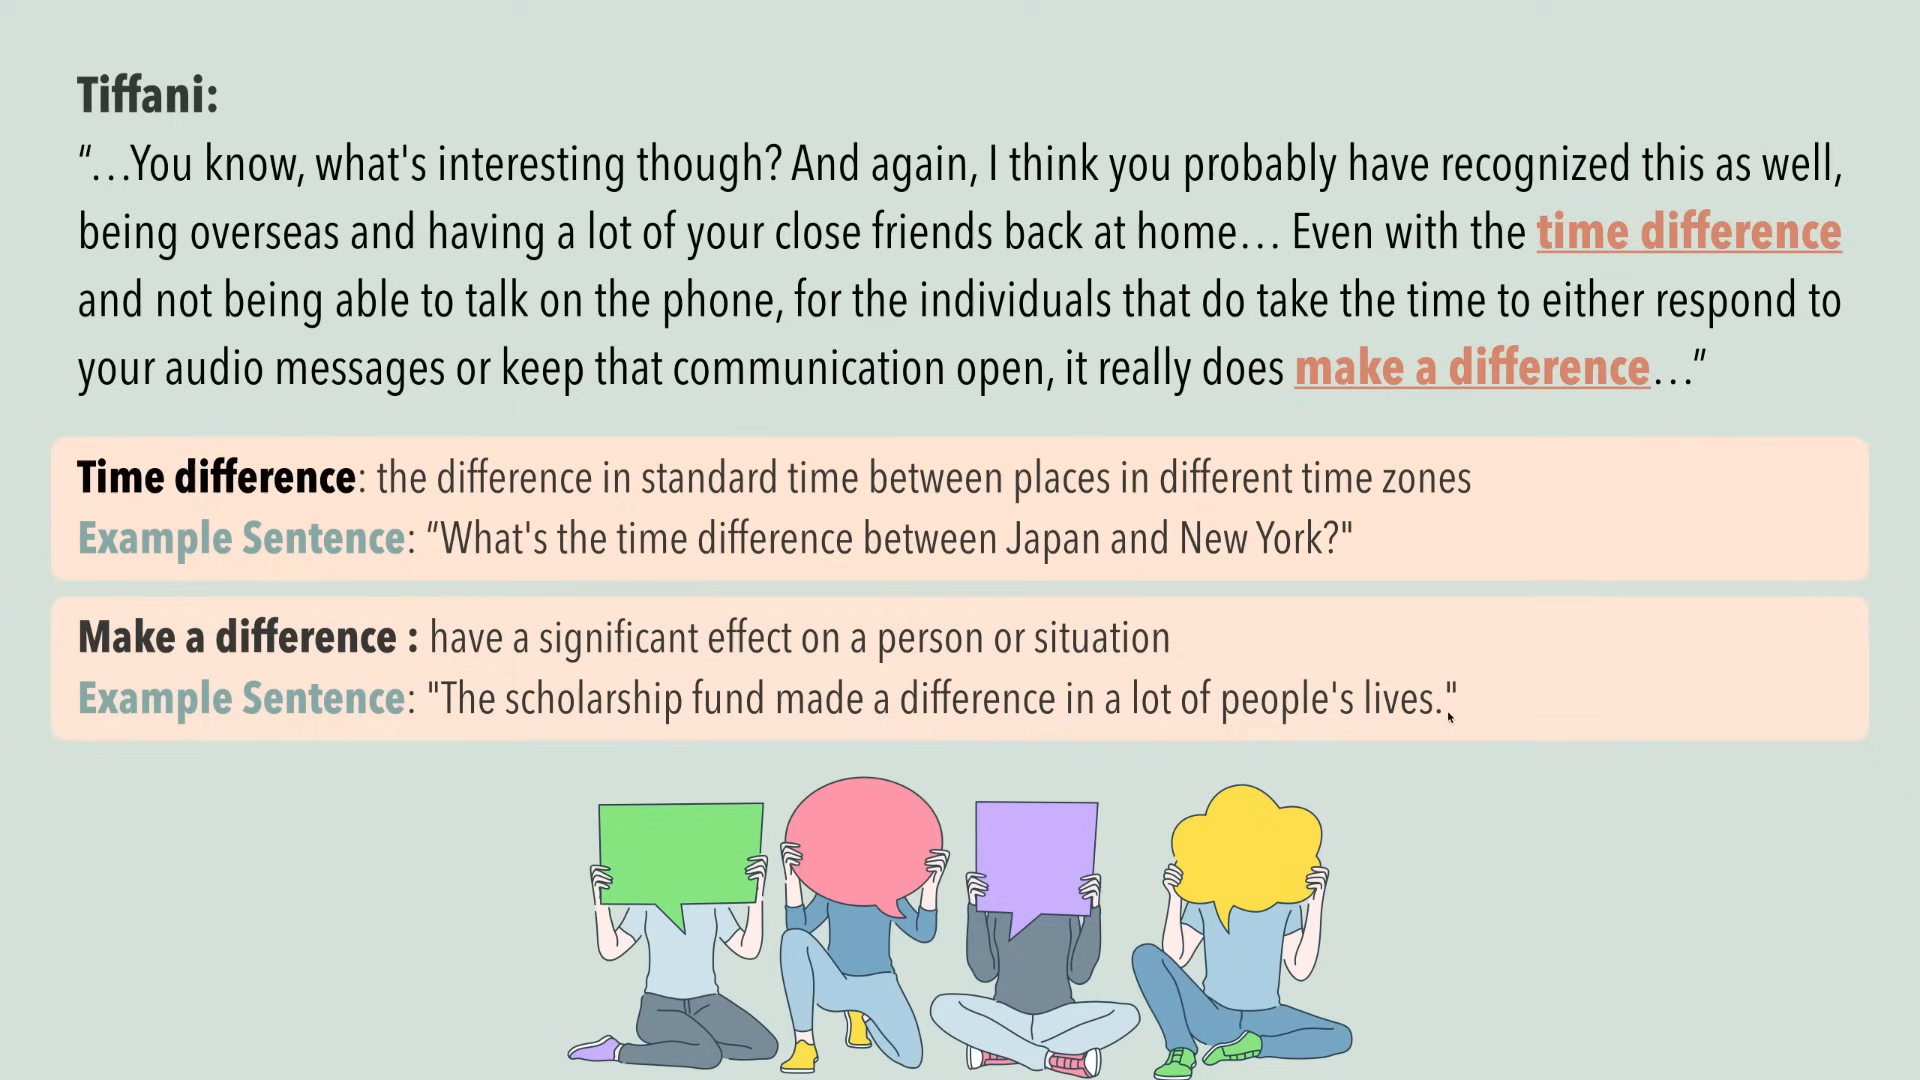 Tiffani:
“…You know, what's interesting though? And again, I think you probably have recognized this as well,
being overseas and having a lot of your close friends back at home… Even with the time difference
and not being able to talk on the phone, for the individuals that do take the time to either respond to
your audio messages or keep that communication open, it really does make a difference…”
Time difference: the difference in standard time between places in different time zones
Example Sentence: “What's the time difference between Japan and New York?"
Make a difference : have a significant effect on a person or situation
Example Sentence: "The scholarship fund made a difference in a lot of people's lives."